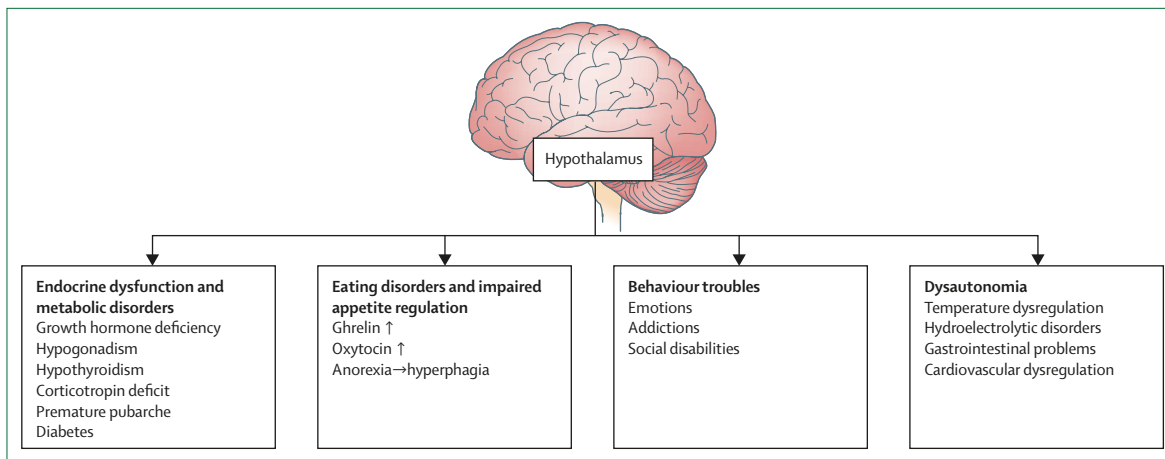 Hypothalamus
Endocrine dysfunction and
metabolic disorders
Growth hormone deficiency
Hypogonadism
Hypothyroidism
Corticotropin deficit
Premature pubarche
Diabetes
Eating disorders and impaired
appetite regulation
Ghrelin ↑
Oxytocin ↑
Anorexia→hyperphagia
Behaviour troubles
Emotions
Addictions
Social disabilities
Dysautonomia
Temperature dysregulation
Hydroelectrolytic disorders
Gastrointestinal problems
Cardiovascular dysregulation